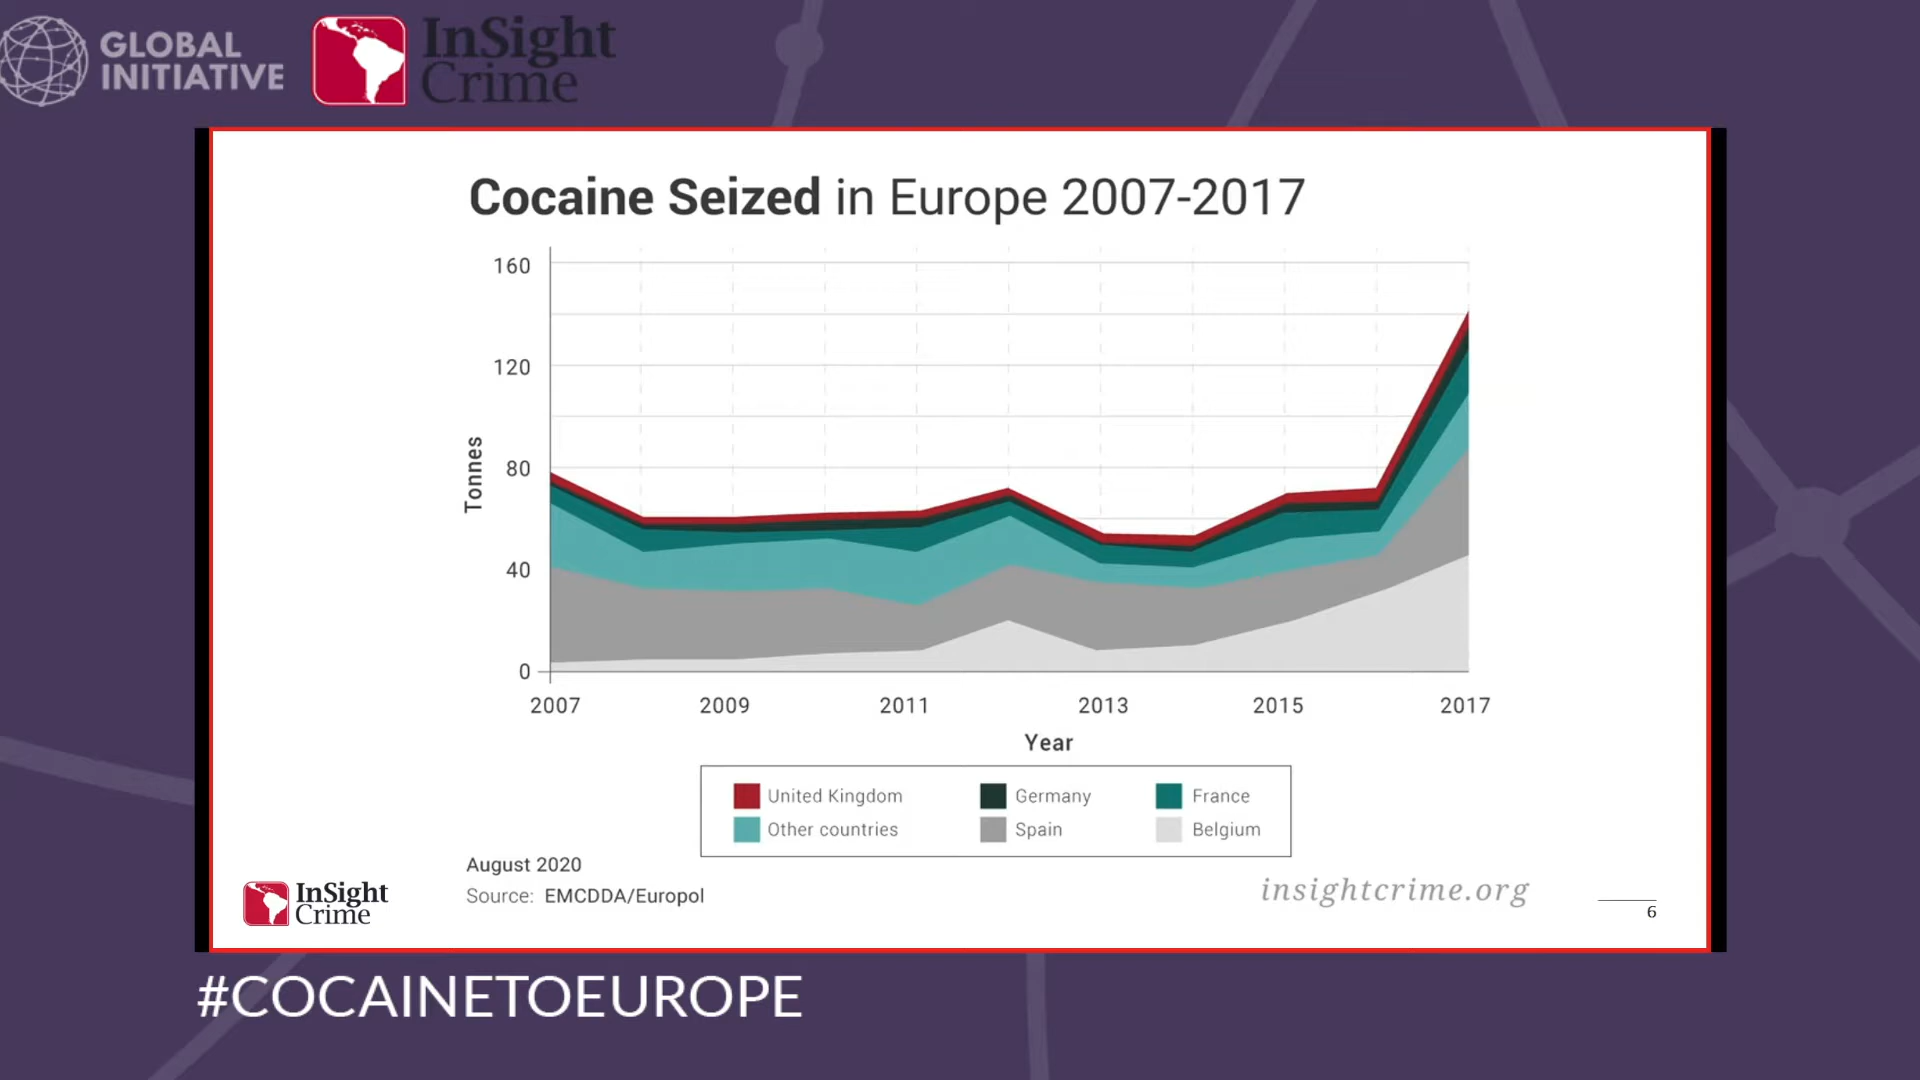 GLOBAL
INITIATIVE
InSight
Crime
Cocaine Seized in Europe 2007-2017
160
120
80
40
0
Tonnes
2007 2009 2011 2013 2015 2017
Year
United Kingdom Germany France
Other countries Spain Belgium
August 2020
Source: EMCDDA/Europol
InSight
Crime
insightcrime.org
6
#COCAINETOEUROPE